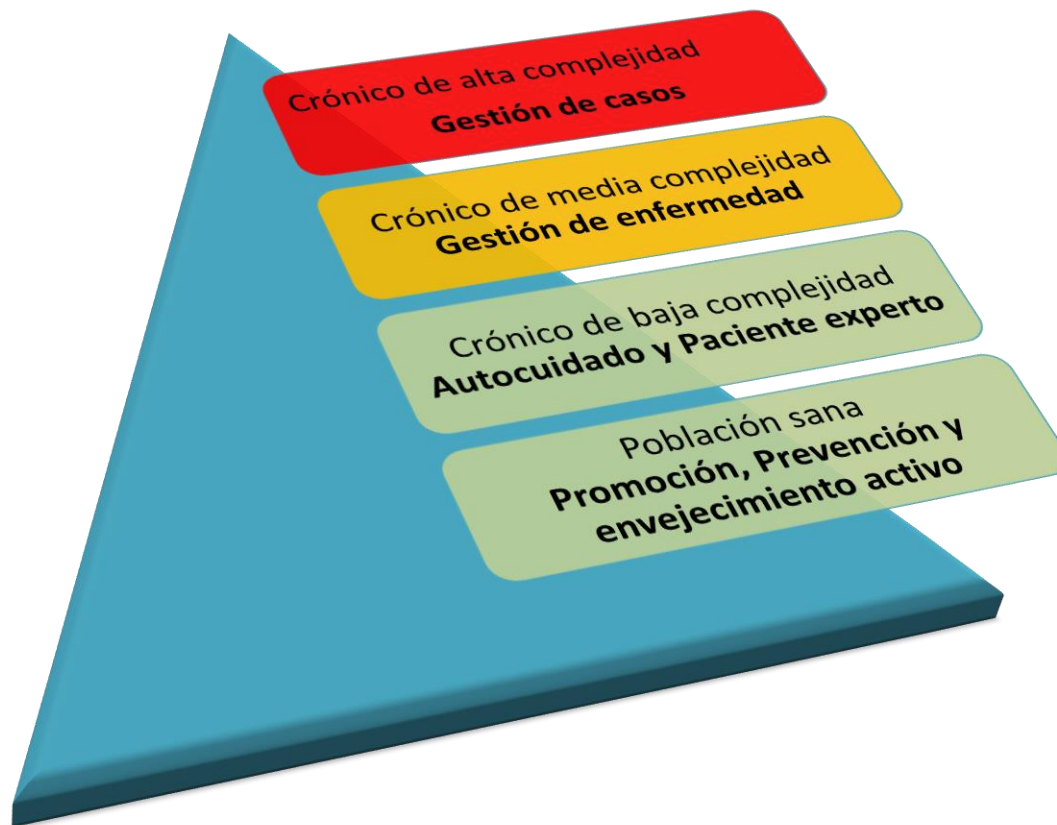 Crónico de alta complejidad
Gestión de casos
Crónico de media complejidad
Gestión de enfermedad
Crónico de baja complejidad
Autocuidado y Paciente experto
Población sana
Promoción, Prevención y
envejecimiento activo